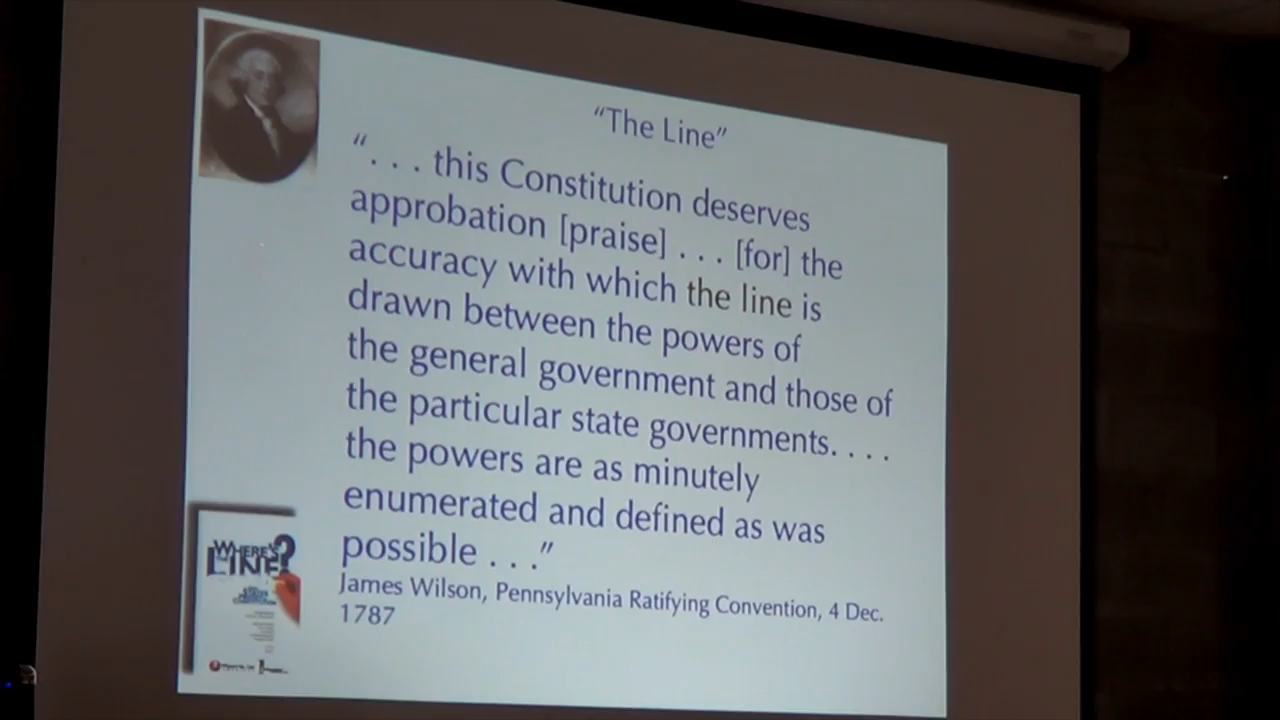 “The Line”
“. . . this Constitution deserves
approbation [praise] . . . [for] the
accuracy with which the line is
drawn between the powers of
the general government and those of
the particular state governments. . . .
the powers are as minutely
enumerated and defined as was
possible . . .”
James Wilson, Pennsylvania Ratifying Convention, 4 Dec.
1787
WHERE'S
LINE?